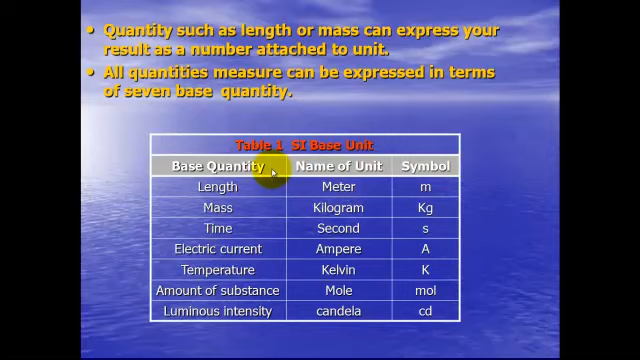 Quantity such as length or mass can express your
result as a number attached to unit.
All quantities measure can be expressed in terms
of seven base quantity.
Table 1 SI Base Unit
Base Quantity Name of Unit Symbol
Length Meter m
Mass Kilogram Kg
Time Second s
Electric current Ampere A
Temperature Kelvin K
Amount of substance Mole mol
Luminous intensity candela cd